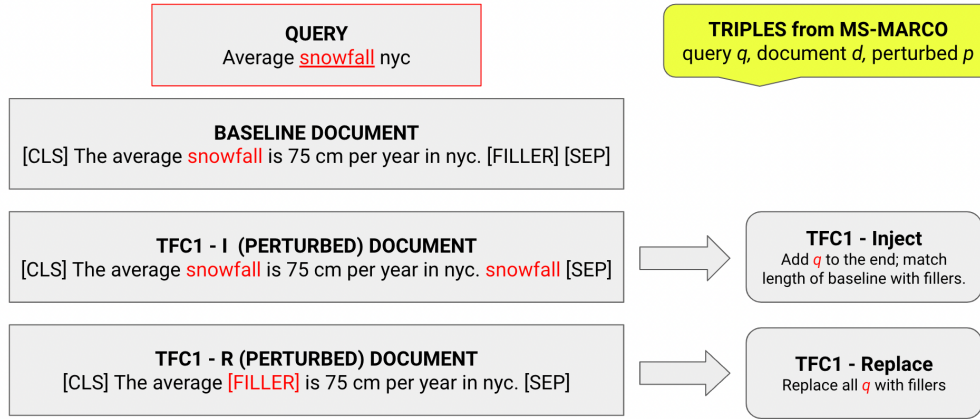 QUERY
Average snowfall nyc
TRIPLES from MS-MARCO
query q, document d, perturbed p
BASELINE DOCUMENT
[CLS] The average snowfall is 75 cm per year in nyc. [FILLER] [SEP]
TFC1 - I (PERTURBED) DOCUMENT
[CLS] The average snowfall is 75 cm per year in nyc. snowfall [SEP]
TFC1 - Inject
Add q to the end; match
length of baseline with fillers.
TFC1 - R (PERTURBED) DOCUMENT
[CLS] The average [FILLER] is 75 cm per year in nyc. [SEP]
TFC1 - Replace
Replace all q with fillers